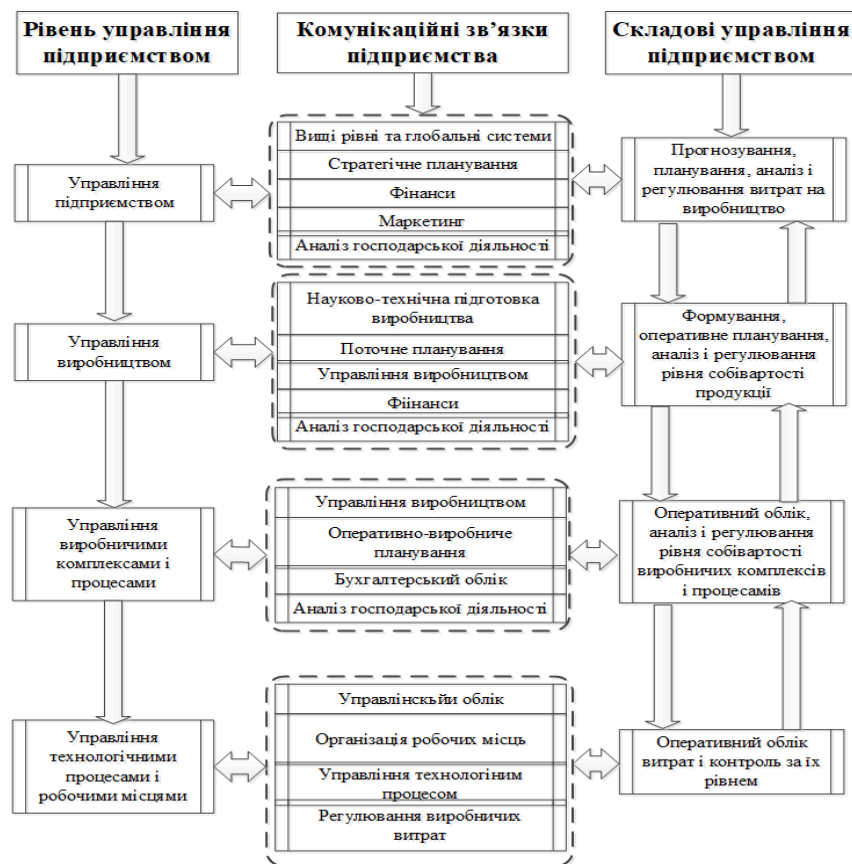 Рівень управління
підприємством
Комунікаційні зв’язки
підприємства
Складові управління
підприємством
Управління
підприємством
Вищі рівні та глобальні системи
Стратегічне планування
Фінанси
Маркетинг
Аналіз господарської діяльності
Прогнозування,
планування, аналіз і
регулювання витрат на
виробництво
Управління
виробництвом
Науково-технічна підготовка
виробництва
Поточне планування
Управління виробництвом
Фіінанси
Аналіз господарської діяльності
Формування,
оперативне планування,
аналіз і регулювання
рівня собівартості
продукції
Управління
виробничими
комплексами і
процесами
Управління виробництвом
Оперативно-виробниче
планування
Бухгалтерський облік
Аналіз господарської діяльності
Оперативний облік,
аналіз і регулювання
рівня собівартості
виробничих комплексів
і процесамів
Управління
технологічними
процесами і
робочими місцями
Управлінскьйи облік
Організація робочих місць
Управління технологіним
процесом
Регулювання виробничих
витрат
Оперативний облік
витрат і контроль за їх
рівнем